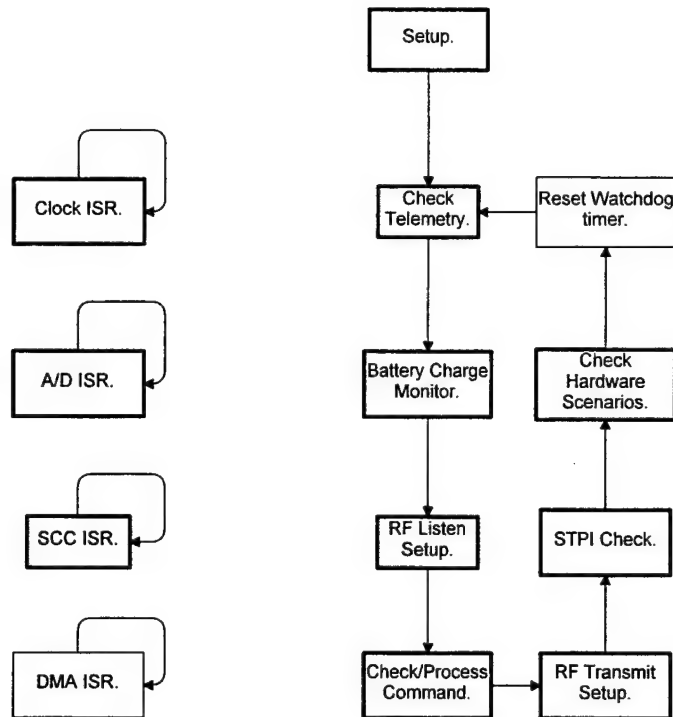 Setup.
Clock ISR.
Check
Telemetry.
Reset Watchdog
timer.
A/D ISR.
Battery Charge
Monitor.
Check
Hardware
Scenarios.
SCC ISR.
RF Listen
Setup.
STPI Check.
DMA ISR.
Check/Process
Command.
RF Transmit
Setup.